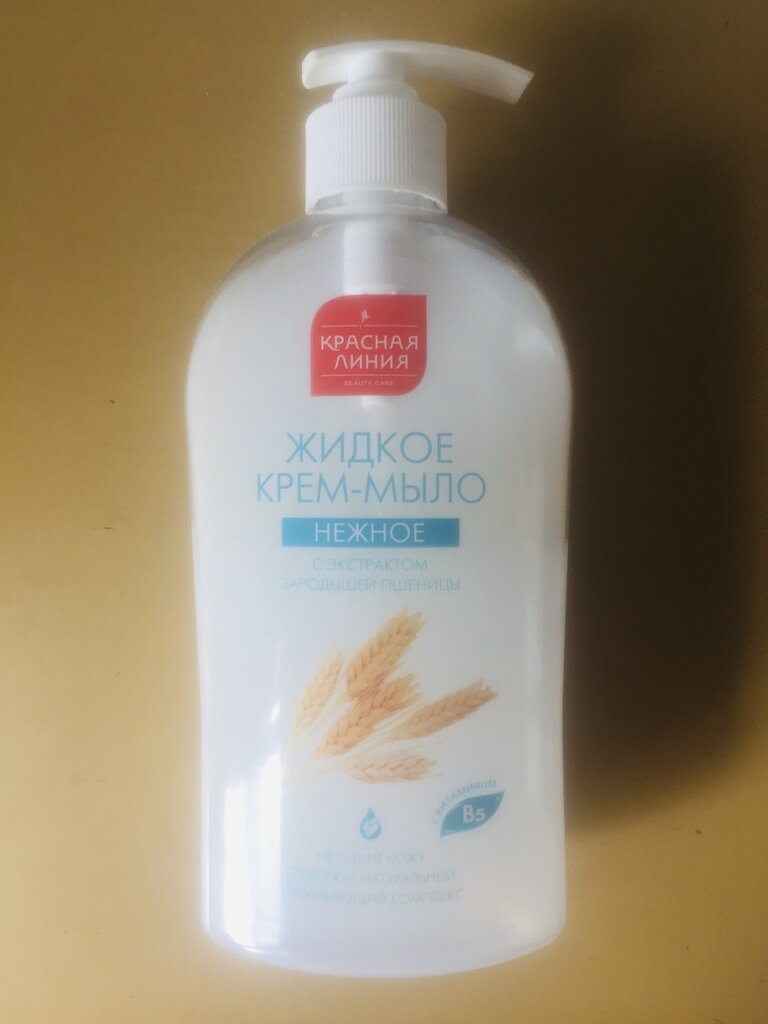 КРАСНАЯ
ЛИНИЯ
BEAUTY CARE
ЖИДКОЕ
КРЕМ-МЫЛО
НЕЖНОЕ
С ЭКСТРАКТОМ
ЗАРОДЫШЕЙ ПШЕНИЦЫ
С ВИТАМИНОМ
B5
НЕ СУШИТ КОЖУ
СОДЕРЖИТ НАТУРАЛЬНЫЙ
УХАЖИВАЮЩИЙ КОМПЛЕКС